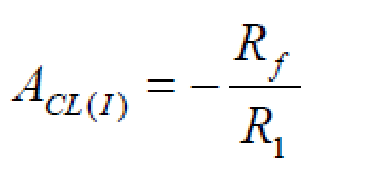 A_{CL(I)} = -\frac{R_f}{R_1}